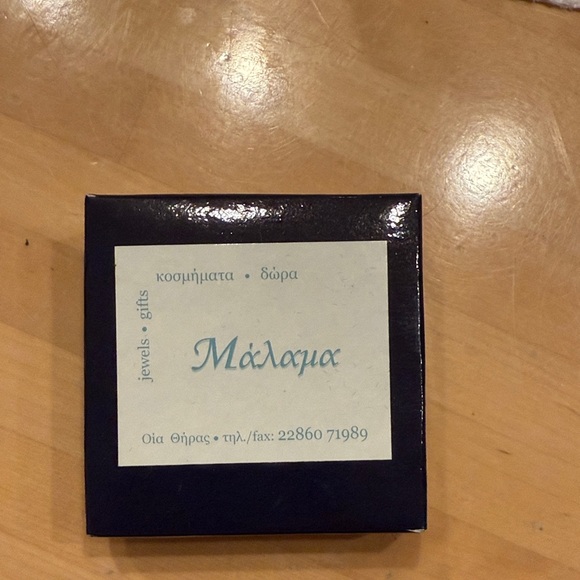 κοσμήματα • δώρα
jewels • gifts
Μάλαμα
Οία Θήρας • τηλ./fax: 22860 71989